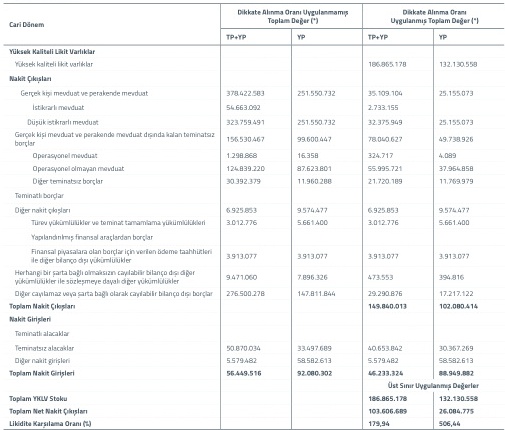 Cari Dönem
Dikkate Alınma Oranı Uygulanmamış Toplam Değer (*)
Dikkate Alınma Oranı Uygulanmış Toplam Değer (*)
TP+YP YP TP+YP YP
Yüksek Kaliteli Likit Varlıklar
Yüksek kaliteli likit varlıklar 186.865.178 132.130.558
Nakit Çıkışları
Gerçek kişi mevduat ve perakende mevduat 378.422.583 251.550.732 35.109.104 25.155.073
İstikrarlı mevduat 54.663.092 2.733.155
Düşük istikrarlı mevduat 323.759.491 251.550.732 32.375.949 25.155.073
Gerçek kişi mevduat ve perakende mevduat dışında kalan teminatsız
borçlar 156.530.467 99.600.447 78.040.627 49.738.926
Operasyonel mevduat 1.298.868 16.358 324.717 4.089
Operasyonel olmayan mevduat 124.839.220 87.623.801 55.995.721 37.964.858
Diğer teminatsız borçlar 30.392.379 11.960.288 21.720.189 11.769.979
Teminatlı borçlar
Diğer nakit çıkışları 6.925.853 9.574.477 6.925.853 9.574.477
Türev yükümlülükler ve teminat tamamlama yükümlülükleri 3.012.776 5.661.400 3.012.776 5.661.400
Yapılandırılmış finansal araçlardan borçlar
Finansal piyasalara olan borçlar için verilen ödeme taahhütleri
ile diğer bilanço dışı yükümlülükler 3.913.077 3.913.077 3.913.077 3.913.077
Herhangi bir şarta bağlı olmaksızın cayılabilir bilanço dışı diğer
yükümlülükler ile sözleşmeye dayalı diğer yükümlülükler 9.471.060 7.896.326 473.553 394.816
Diğer cayılamaz veya şarta bağlı olarak cayılabilir bilanço dışı borçlar 276.500.278 147.811.844 29.290.876 17.217.122
Toplam Nakit Çıkışları 149.840.013 102.080.414
Nakit Girişleri
Teminatlı alacaklar
Teminatsız alacaklar 50.870.034 33.497.689 40.653.842 30.367.269
Diğer nakit girişleri 5.579.482 58.582.613 5.579.482 58.582.613
Toplam Nakit Girişleri 56.449.516 92.080.302 46.233.324 88.949.882
Üst Sınır Uygulanmış Değerler
Toplam YKLV Stoku 186.865.178 132.130.558
Toplam Net Nakit Çıkışları 103.606.689 26.084.775
Likidite Karşılama Oranı (%) 179,94 506,44